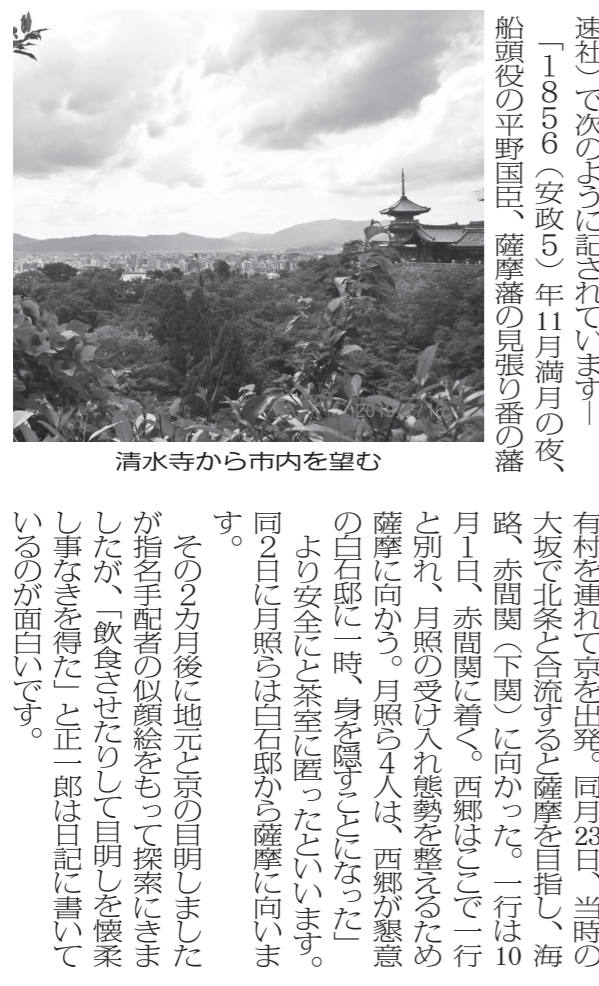 速社）で次のように記されています―
「１８５６（安政５）年11月満月の夜、
船頭役の平野国臣、薩摩藩の見張り番の藩
2019/ /16
清水寺から市内を望む
有村を連れて京を出発。同月23日、当時の
大坂で北条と合流すると薩摩を目指し、海
路、赤間関（下関）に向かった。一行は10
月１日、赤間関に着く。西郷はここで一行
と別れ、月照の受け入れ態勢を整えるため
薩摩に向かう。月照ら４人は、西郷が懇意
の白石邸に一時、身を隠すことになった」
より安全にと茶室に匿ったといいます。
同２日に月照らは白石邸から薩摩に向いま
す。
その２カ月後に地元と京の目明しました
が指名手配者の似顔絵をもって探索にきま
したが、「飲食させたりして目明しを懐柔
し事なきを得た」と正一郎は日記に書いて
いるのが面白いです。